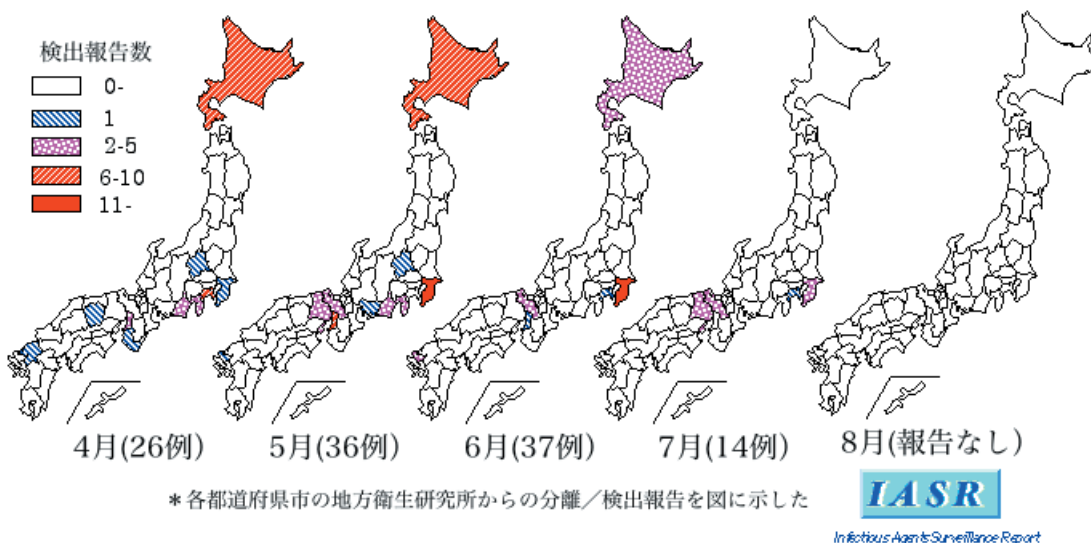 検出報告数
0-
1
2-5
6-10
11-
4月(26例)
5月(36例)
6月(37例)
7月(14例)
8月(報告なし)
*各都道府県市の地方衛生研究所からの分離/検出報告を図に示した
IASR
Infectious Agents Surveillance Report